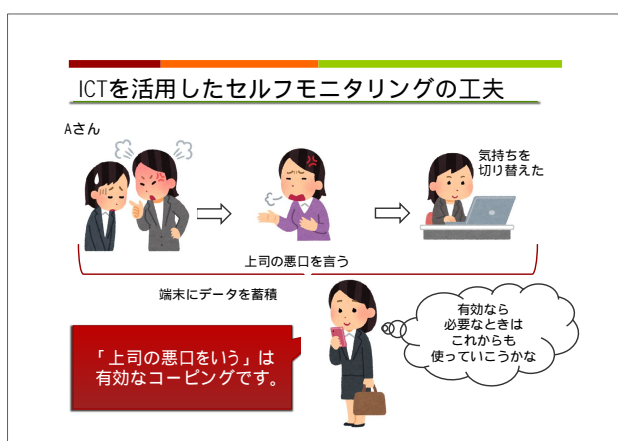 ICTを活用したセルフモニタリングの工夫
Aさん
気持ちを
切り替えた
上司の悪口を言う
端末にデータを蓄積
有効なら
必要なときは
これからも
使っていこうかな
「上司の悪口をいう」は
有効なコーピングです。